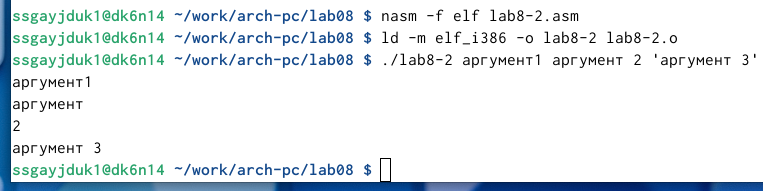 ssgayjduk1@dk6n14 ~/work/arch-pc/lab08 $ nasm -f elf lab8-2.asm
ssgayjduk1@dk6n14 ~/work/arch-pc/lab08 $ ld -m elf_i386 -o lab8-2 lab8-2.o
ssgayjduk1@dk6n14 ~/work/arch-pc/lab08 $ ./lab8-2 аргумент1 аргумент 2 'аргумент 3'
аргумент1
аргумент
2
аргумент 3
ssgayjduk1@dk6n14 ~/work/arch-pc/lab08 $